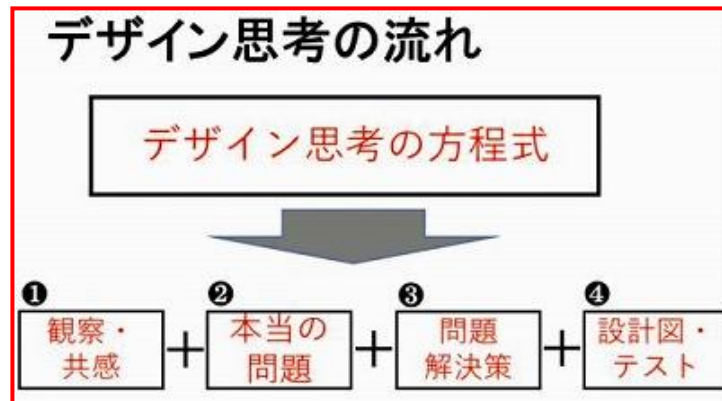 デザイン思考の流れ
デザイン思考の方程式
❶
観察・
共感
+
❷
本当の
問題
+
❸
問題
解決策
+
❹
設計図・
テスト